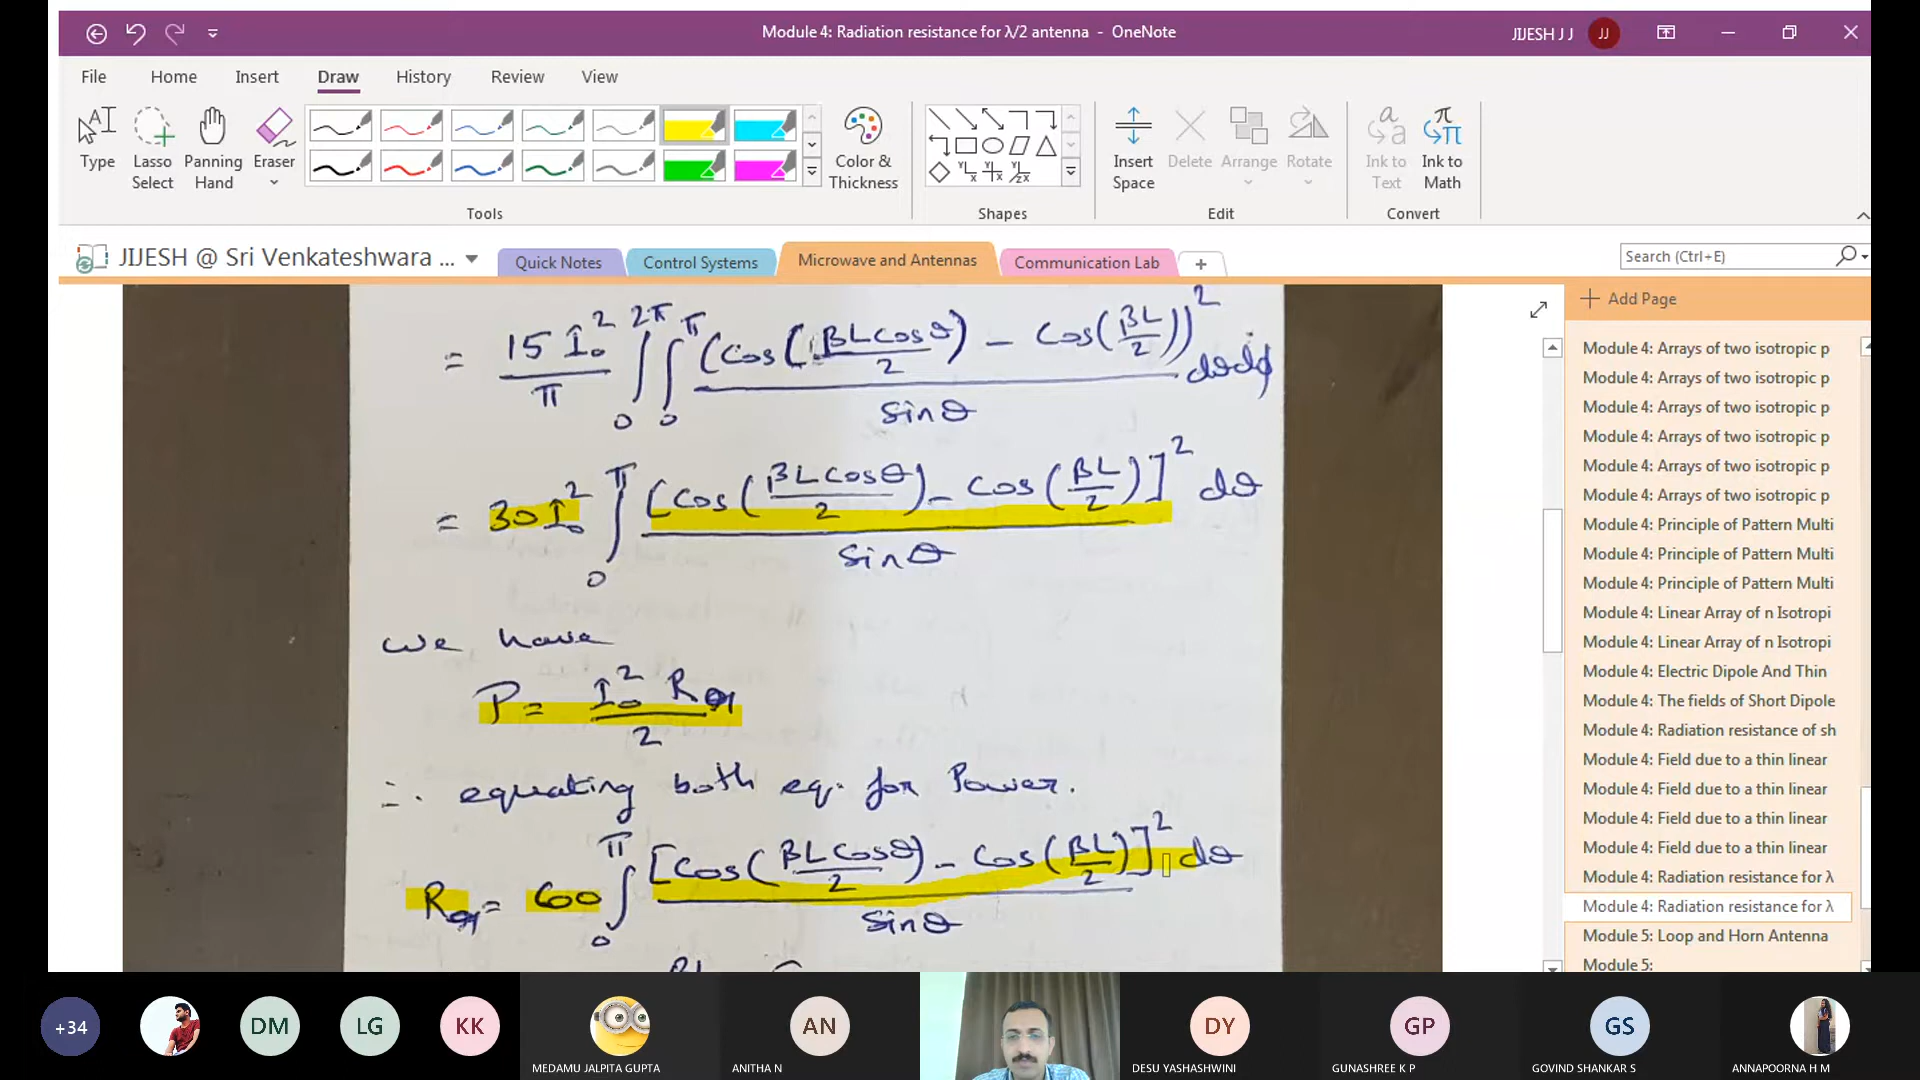 Module 4: Radiation resistance for λ/2 antenna - OneNote
JIJESH J J
JJ
File Home Insert Draw History Review View
Type
Lasso Select
Panning Hand
Eraser
Color & Thickness
Insert Space
Delete
Arrange
Rotate
Ink to Text
Ink to Math
Tools
Shapes
Edit
Convert
JIJESH @ Sri Venkateshwara ...
Quick Notes
Control Systems
Microwave and Antennas
Communication Lab
+
Search (Ctrl+E)
= 15 I₀² / π ∫₀^2π ∫₀^π (Cos(βL Cosθ / 2) - Cos(βL/2))² / Sinθ dθdφ
= 30 I₀² ∫₀^π [Cos(βL Cosθ / 2) - Cos(βL/2)]² / Sinθ dθ
We have
P = I₀² Rr / 2
∴ equating both eq. for Power.
Rr = 60 ∫₀^π [Cos(βL Cosθ / 2) - Cos(βL/2)]² / Sinθ dθ
Add Page
Module 4: Arrays of two isotropic p
Module 4: Arrays of two isotropic p
Module 4: Arrays of two isotropic p
Module 4: Arrays of two isotropic p
Module 4: Arrays of two isotropic p
Module 4: Arrays of two isotropic p
Module 4: Principle of Pattern Multi
Module 4: Principle of Pattern Multi
Module 4: Principle of Pattern Multi
Module 4: Linear Array of n Isotropi
Module 4: Linear Array of n Isotropi
Module 4: Electric Dipole And Thin
Module 4: The fields of Short Dipole
Module 4: Radiation resistance of sh
Module 4: Field due to a thin linear
Module 4: Field due to a thin linear
Module 4: Field due to a thin linear
Module 4: Field due to a thin linear
Module 4: Radiation resistance for λ
Module 4: Radiation resistance for λ
Module 5: Loop and Horn Antenna
Module 5:
+34
DM
LG
KK
MEDAMU JALPITA GUPTA
AN
ANITHA N
DY
DESU YASHASHWINI
GP
GUNASHREE K P
GS
GOVIND SHANKAR S
ANNAPOORNA H M